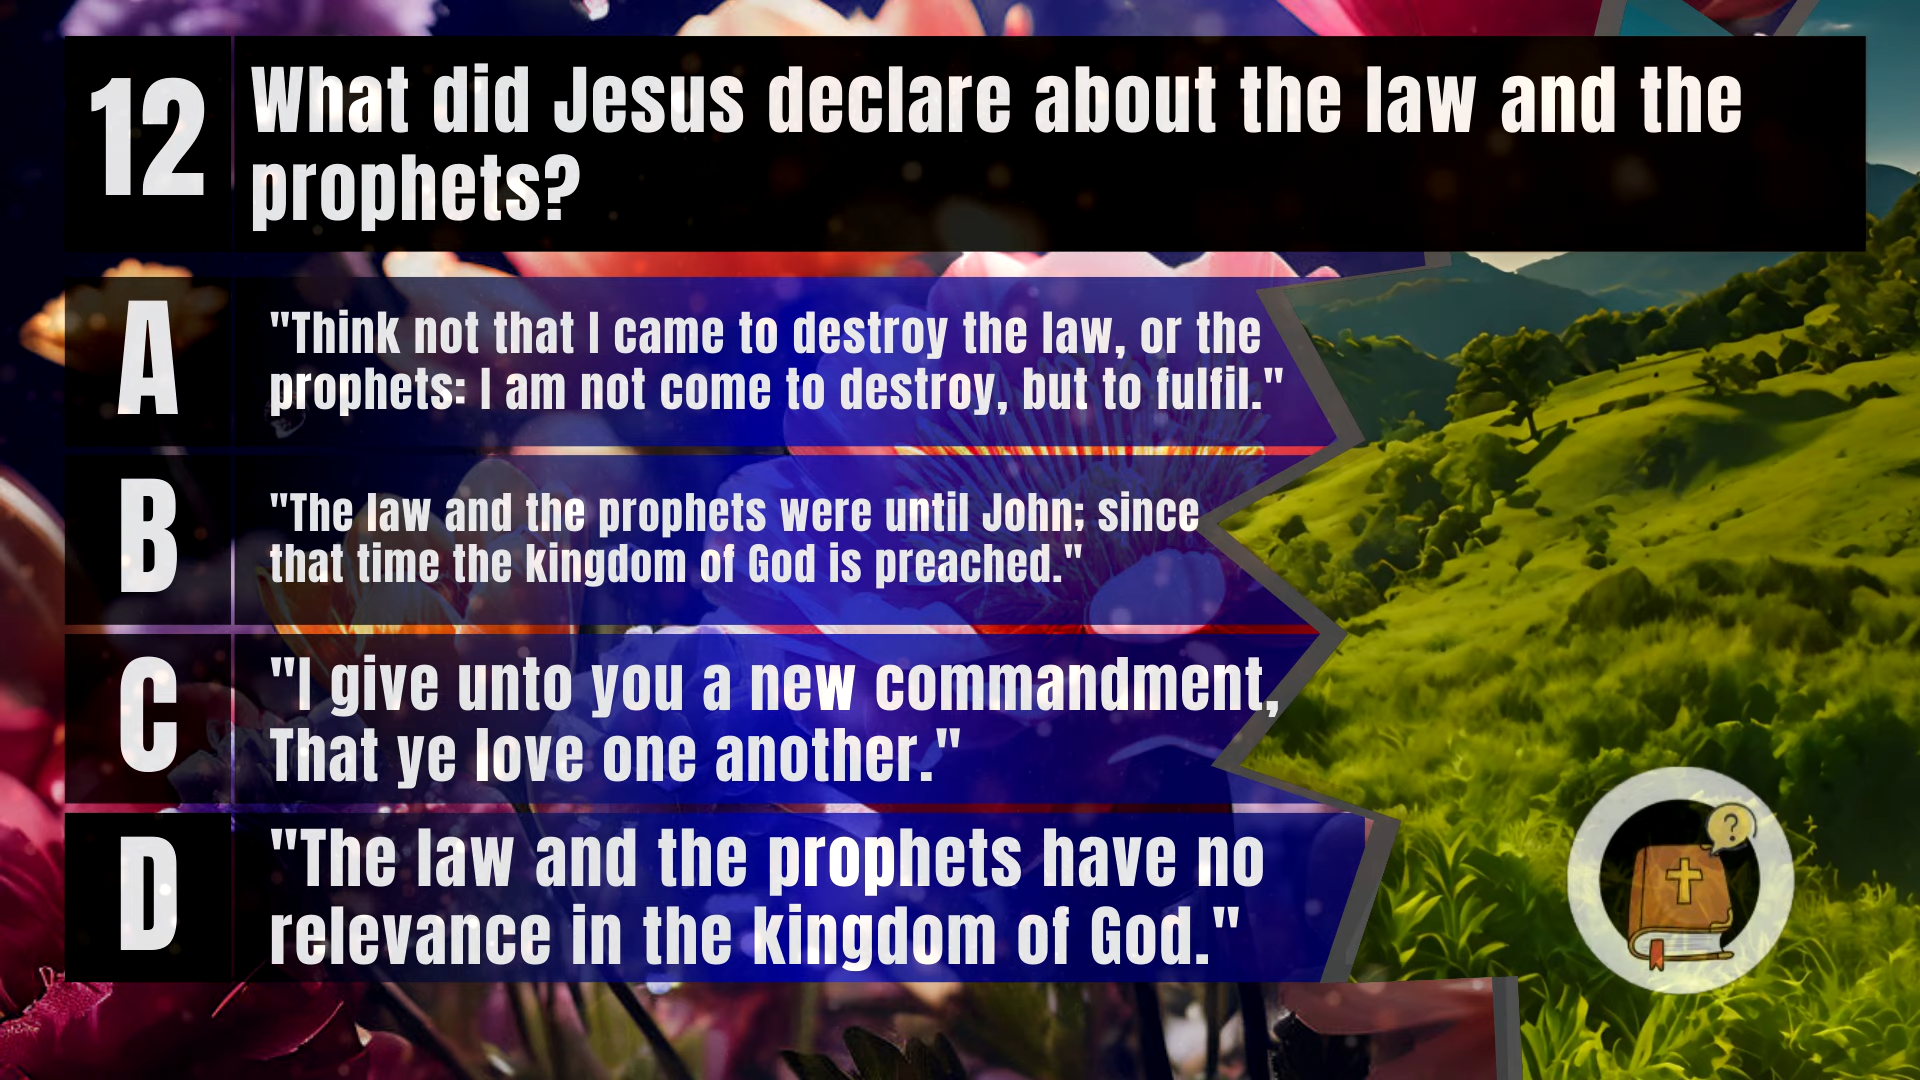 12
What did Jesus declare about the law and the
prophets?
A
"Think not that I came to destroy the law, or the
prophets: I am not come to destroy, but to fulfil."
B
"The law and the prophets were until John; since
that time the kingdom of God is preached."
C
"I give unto you a new commandment,
That ye love one another."
D
"The law and the prophets have no
relevance in the kingdom of God."
?